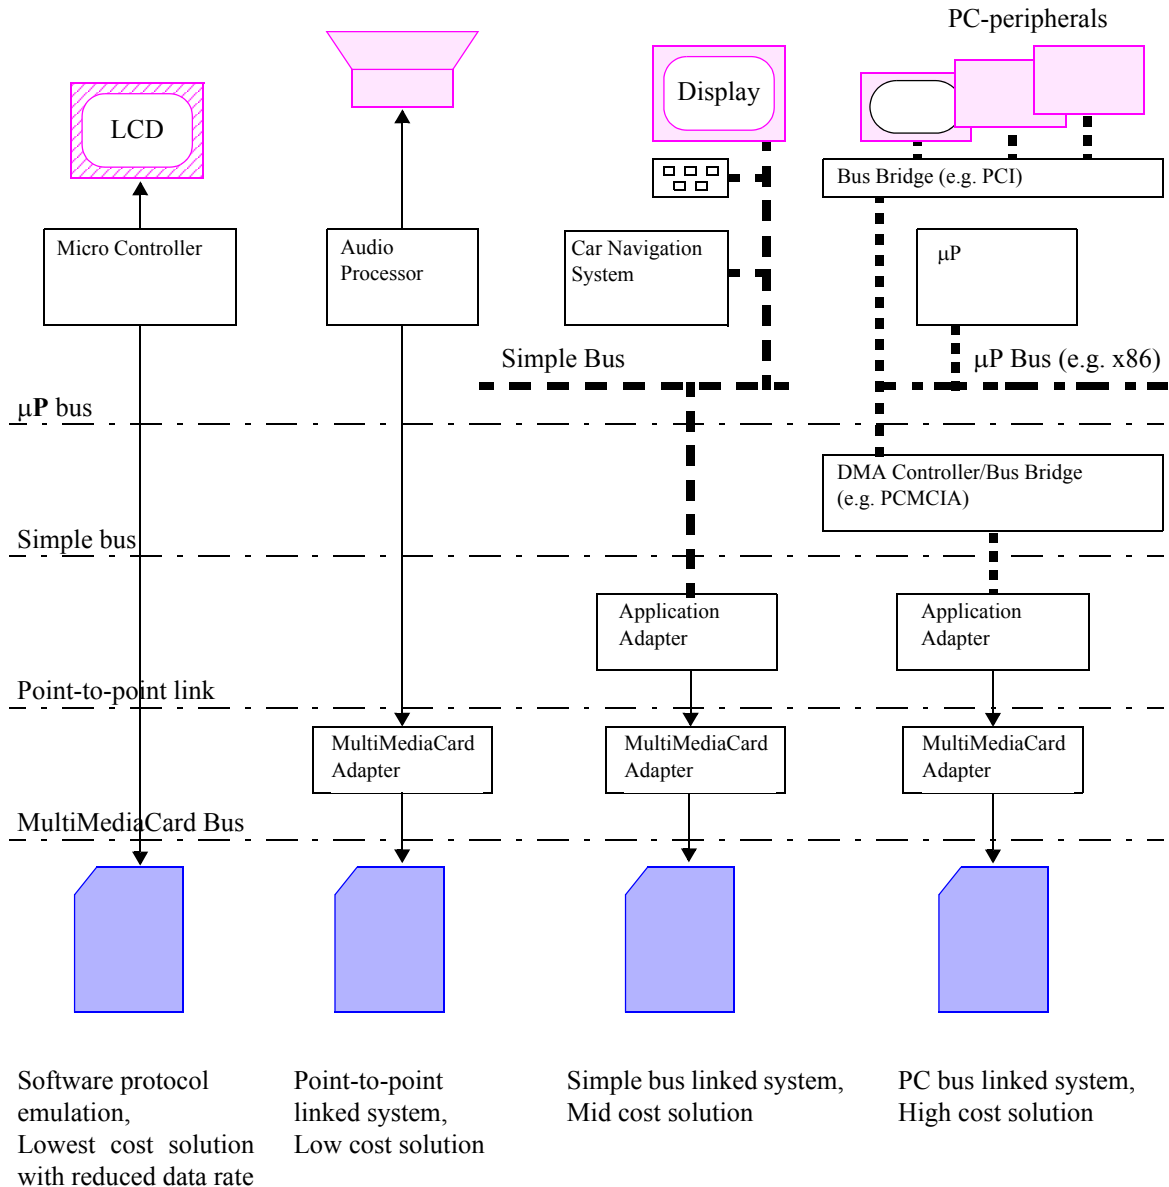 PC-peripherals
LCD
Display
Bus Bridge (e.g. PCI)
Micro Controller
Audio
Processor
Car Navigation
System
µP
Simple Bus
µP Bus (e.g. x86)
µP bus
DMA Controller/Bus Bridge
(e.g. PCMCIA)
Simple bus
Application
Adapter
Application
Adapter
Point-to-point link
MultiMediaCard
Adapter
MultiMediaCard
Adapter
MultiMediaCard
Adapter
MultiMediaCard Bus
Software protocol
emulation,
Lowest cost solution
with reduced data rate
Point-to-point
linked system,
Low cost solution
Simple bus linked system,
Mid cost solution
PC bus linked system,
High cost solution